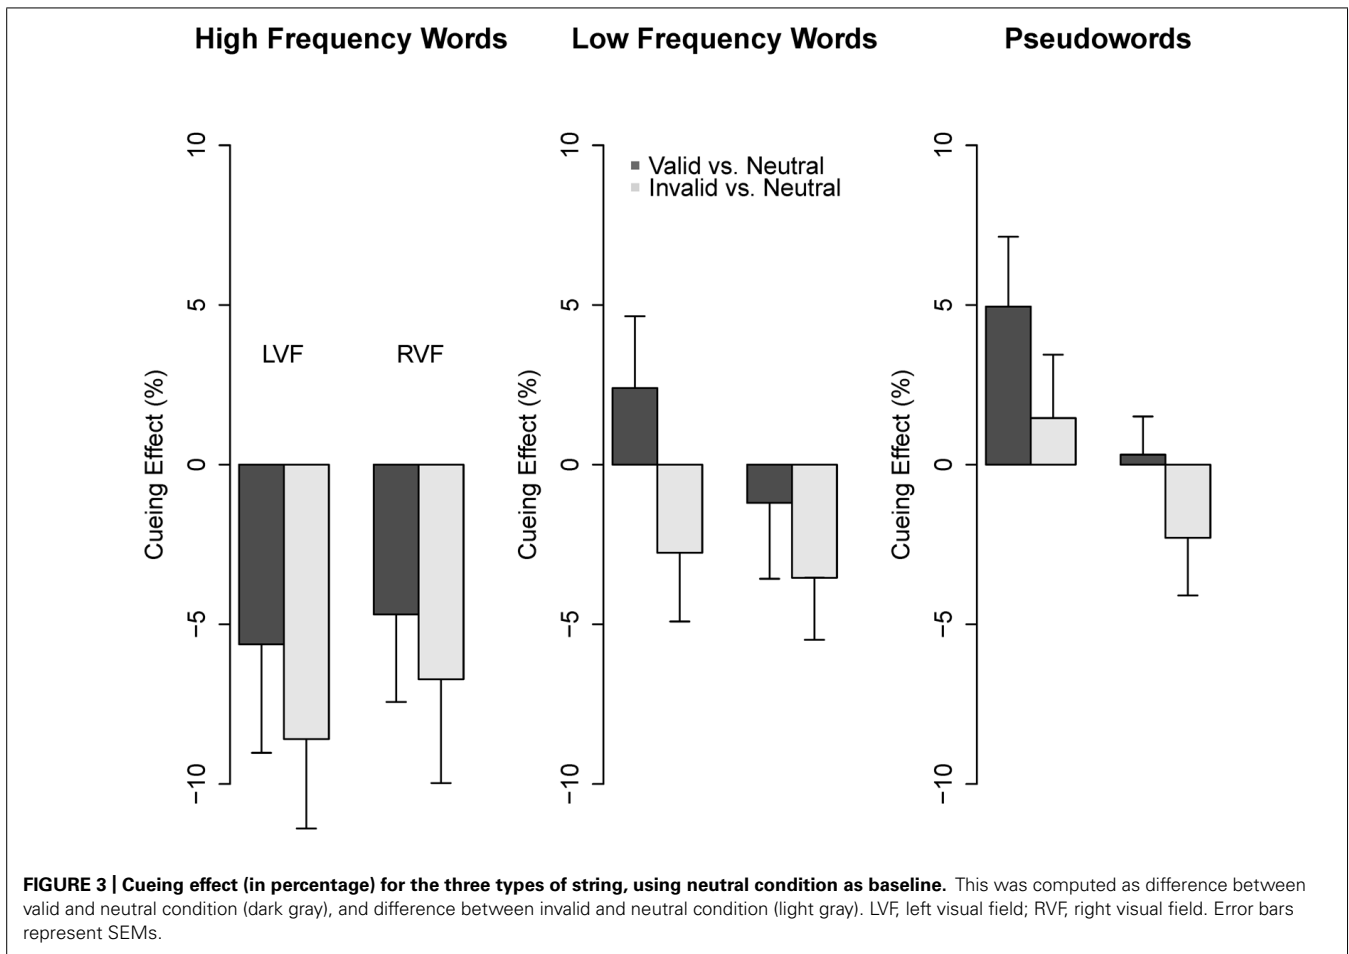 High Frequency Words
Low Frequency Words
Pseudowords
10
5
0
−5
−10
Cueing Effect (%)
LVF
RVF
10
5
0
−5
−10
Cueing Effect (%)
Valid vs. Neutral
Invalid vs. Neutral
10
5
0
−5
−10
Cueing Effect (%)
FIGURE 3 | Cueing effect (in percentage) for the three types of string, using neutral condition as baseline. This was computed as difference between
valid and neutral condition (dark gray), and difference between invalid and neutral condition (light gray). LVF, left visual field; RVF, right visual field. Error bars
represent SEMs.